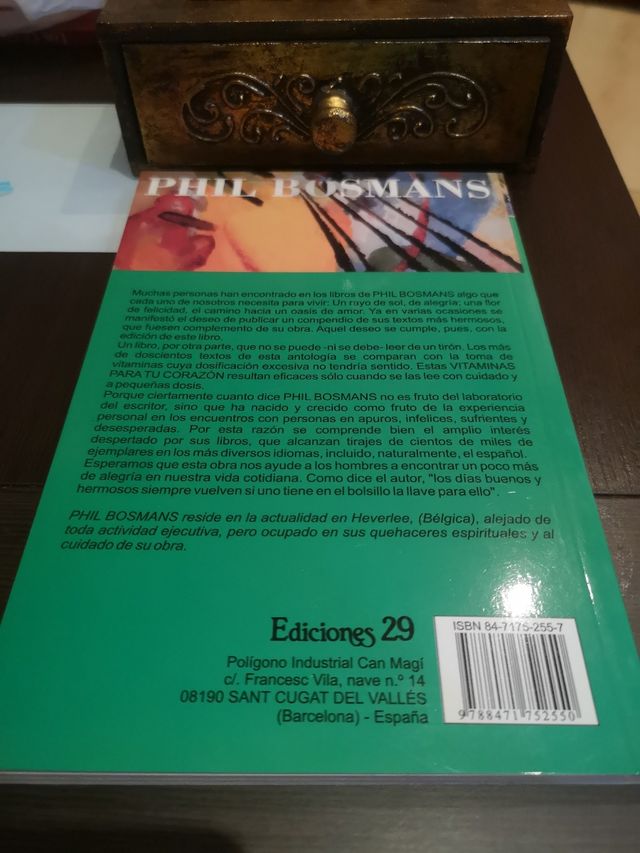 PHIL BOSMANS
Muchas personas han encontrado en los libros de PHIL BOSMANS algo que
cada uno de nosotros necesita para vivir: Un rayo de sol, de alegría; una flor
de felicidad, el camino hacia un oasis de amor. Ya en varias ocasiones se
manifestó el deseo de publicar un compendio de sus textos más hermosos,
que fuesen complemento de su obra. Aquel deseo se cumple, pues, con la
edición de este libro.
Un libro, por otra parte, que no se puede -ni se debe- leer de un tirón. Los más
de doscientos textos de esta antología se comparan con la toma de
vitaminas cuya dosificación excesiva no tendría sentido. Estas VITAMINAS
PARA TU CORAZÓN resultan eficaces sólo cuando se las lee con cuidado y
a pequeñas dosis.
Porque ciertamente cuanto dice PHIL BOSMANS no es fruto del laboratorio
del escritor, sino que ha nacido y crecido como fruto de la experiencia
personal en los encuentros con personas en apuros, infelices, sufrientes y
desesperadas. Por esta razón se comprende bien el amplio interés
despertado por sus libros, que alcanzan tirajes de cientos de miles de
ejemplares en los más diversos idiomas, incluido, naturalmente, el español.
Esperamos que esta obra nos ayude a los hombres a encontrar un poco más
de alegría en nuestra vida cotidiana. Como dice el autor, "los días buenos y
hermosos siempre vuelven si uno tiene en el bolsillo la llave para ello".
PHIL BOSMANS reside en la actualidad en Heverlee, (Bélgica), alejado de
toda actividad ejecutiva, pero ocupado en sus quehaceres espirituales y al
cuidado de su obra.
Ediciones 29
Polígono Industrial Can Magí
c/. Francesc Vila, nave n.º 14
08190 SANT CUGAT DEL VALLÉS
(Barcelona) - España
ISBN 84-7175-255-7
9 788471 752550